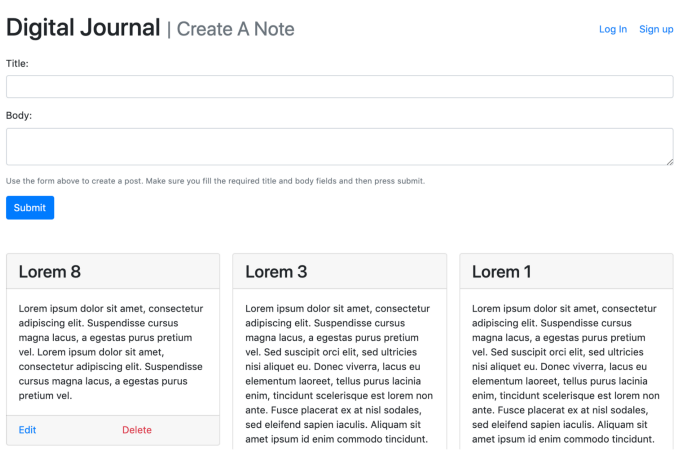 Digital Journal | Create A Note
Log In Sign up
Title:
Body:
Use the form above to create a post. Make sure you fill the required title and body fields and then press submit.
Submit
Lorem 8
Lorem ipsum dolor sit amet, consectetur
adipiscing elit. Suspendisse cursus
magna lacus, a egestas purus pretium
vel. Lorem ipsum dolor sit amet,
consectetur adipiscing elit. Suspendisse
cursus magna lacus, a egestas purus
pretium vel.
Edit Delete
Lorem 3
Lorem ipsum dolor sit amet, consectetur
adipiscing elit. Suspendisse cursus
magna lacus, a egestas purus pretium
vel. Sed suscipit orci elit, sed ultricies
nisi aliquet eu. Donec viverra, lacus eu
elementum laoreet, tellus purus lacinia
enim, tincidunt scelerisque est lorem non
ante. Fusce placerat ex at nisl sodales,
sed eleifend sapien iaculis. Aliquam sit
amet ipsum id enim commodo tincidunt.
Lorem 1
Lorem ipsum dolor sit amet, consectetur
adipiscing elit. Suspendisse cursus
magna lacus, a egestas purus pretium
vel. Sed suscipit orci elit, sed ultricies
nisi aliquet eu. Donec viverra, lacus eu
elementum laoreet, tellus purus lacinia
enim, tincidunt scelerisque est lorem non
ante. Fusce placerat ex at nisl sodales,
sed eleifend sapien iaculis. Aliquam sit
amet ipsum id enim commodo tincidunt.